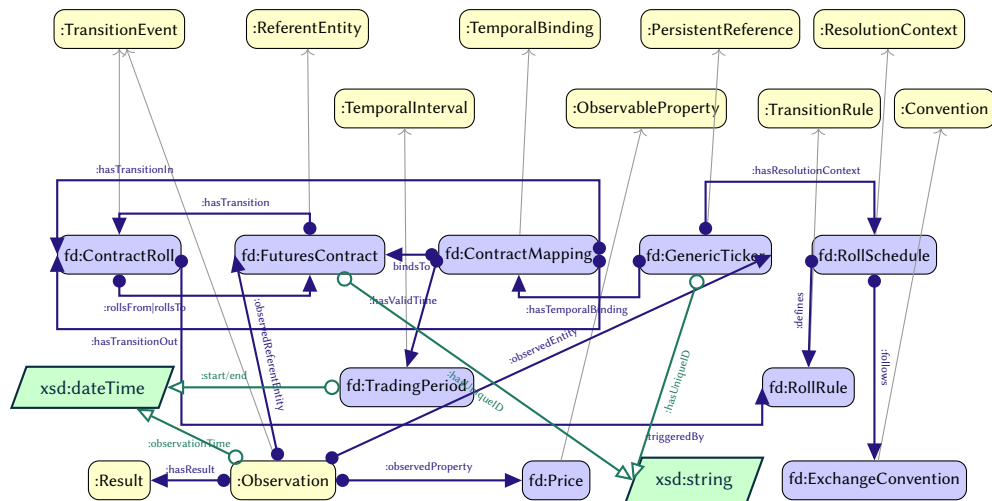 :TransitionEvent
:ReferentEntity
:TemporalBinding
:PersistentReference
:ResolutionContext
:TemporalInterval
:ObservableProperty
:TransitionRule
:Convention
:hasTransitionIn
:hasResolutionContext
:hasTransition
fd:ContractRoll
fd:FuturesContract
bindsTo
fd:ContractMapping
fd:GenericTicker
fd:RollSchedule
:rollsFrom|rollsTo
:hasValidTime
:hasTemporalBinding
:defines
:hasTransitionOut
:observedReferentEntity
:observedEntity
:start/end
:hasUniqueID
:hasUniqueID
:follows
xsd:dateTime
fd:TradingPeriod
fd:RollRule
:observationTime
:triggeredBy
:hasResult
:observedProperty
:Result
:Observation
fd:Price
xsd:string
fd:ExchangeConvention